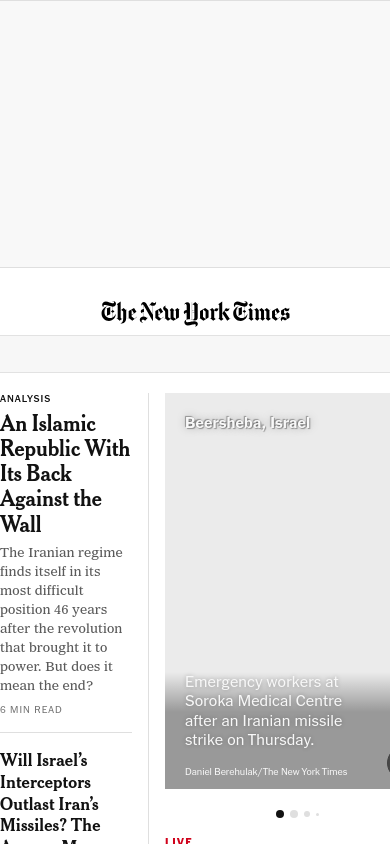 The New York Times
ANALYSIS
An Islamic
Republic With
Its Back
Against the
Wall
The Iranian regime
finds itself in its
most difficult
position 46 years
after the revolution
that brought it to
power. But does it
mean the end?
6 MIN READ
Will Israel’s
Interceptors
Outlast Iran’s
Missiles? The
Beersheba, Israel
Emergency workers at
Soroka Medical Centre
after an Iranian missile
strike on Thursday.
Daniel Berehulak/The New York Times
LIVE